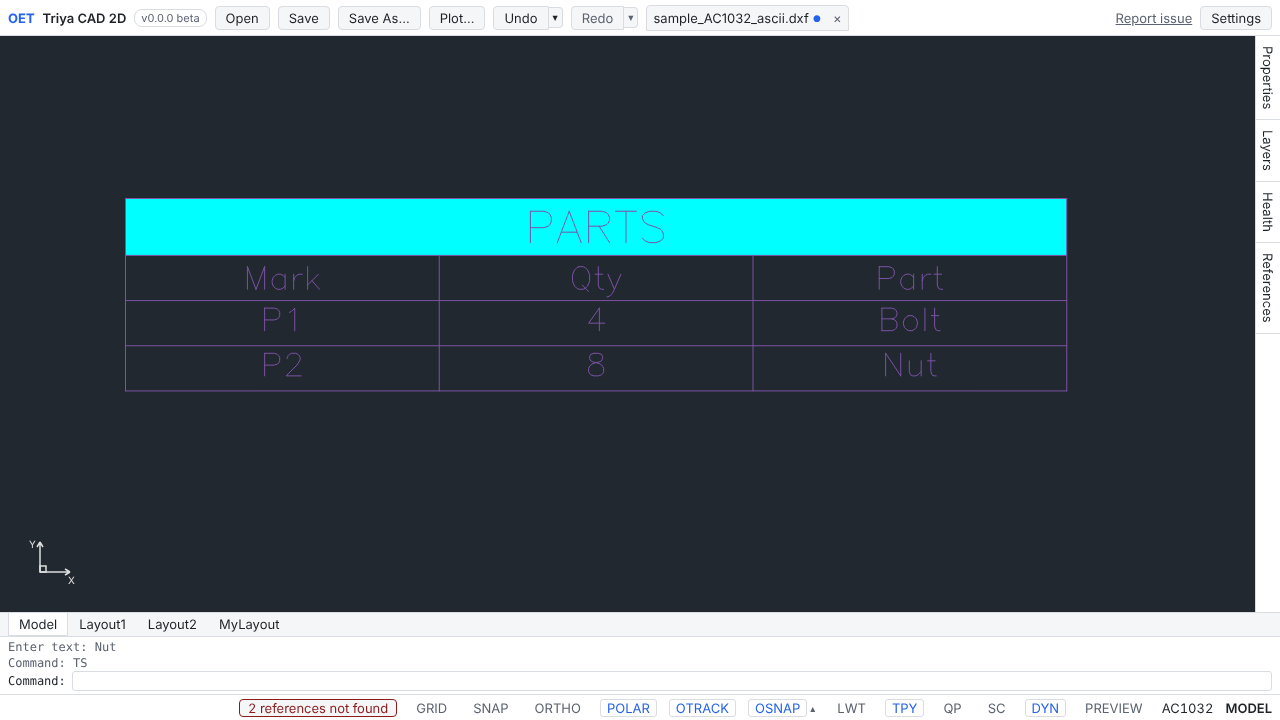 OET Triya CAD 2D v0.0.0 beta Open Save Save As... Plot... Undo ▾ Redo ▾ sample_AC1032_ascii.dxf ● × Report issue Settings
Properties
Layers
Health
References
PARTS
Mark Qty Part
P1 4 Bolt
P2 8 Nut
Y
X
Model Layout1 Layout2 MyLayout
Enter text: Nut
Command: TS
Command:
2 references not found GRID SNAP ORTHO POLAR OTRACK OSNAP ▴ LWT TPY QP SC DYN PREVIEW AC1032 MODEL